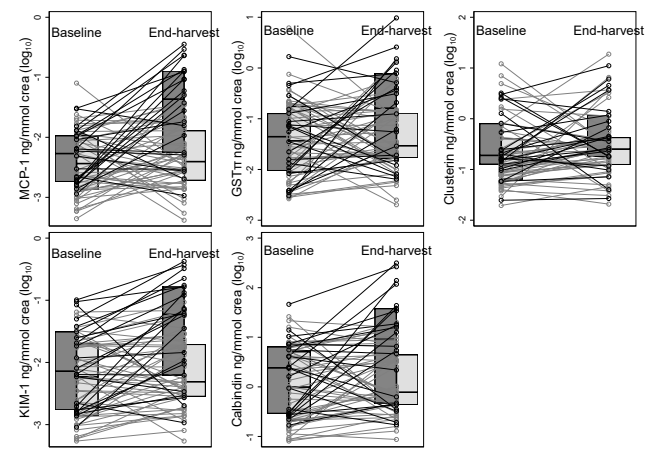 MCP-1 ng/mmol crea (log10)
0
-1
-2
-3
Baseline End-harvest
GSTπ ng/mmol crea (log10)
1
0
-1
-2
-3
Baseline End-harvest
Clusterin ng/mmol crea (log10)
2
1
0
-1
-2
Baseline End-harvest
KIM-1 ng/mmol crea (log10)
0
-1
-2
-3
Baseline End-harvest
Calbindin ng/mmol crea (log10)
3
2
1
0
-1
Baseline End-harvest